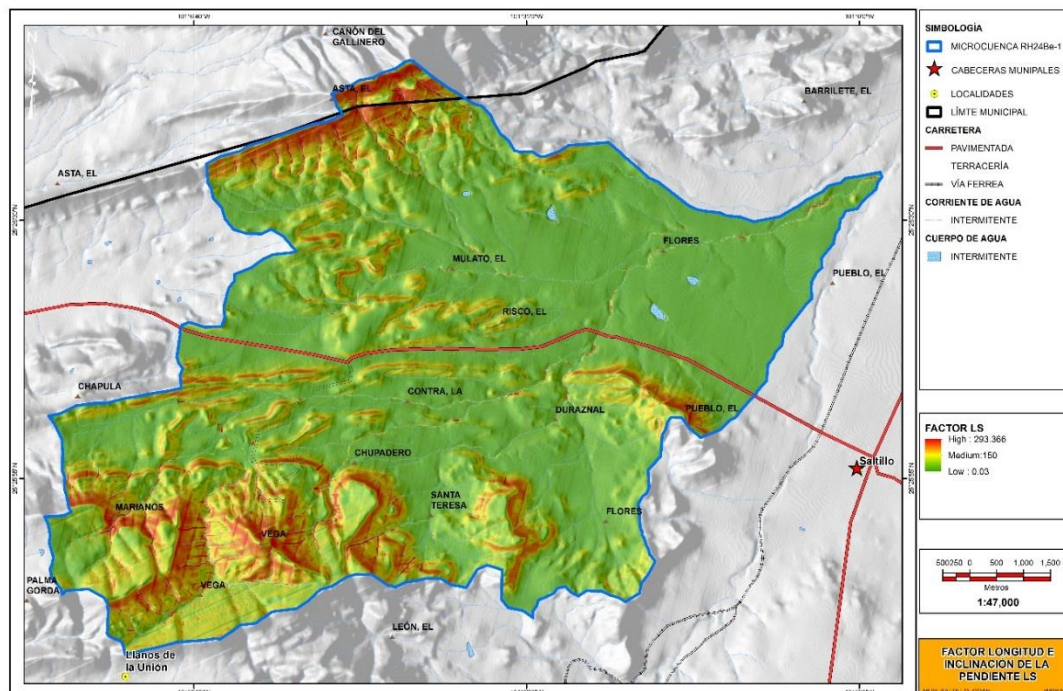 CAÑÓN DEL
GALLINERO
ASTA, EL
BARRILETE, EL
ASTA, EL
FLORES
MULATO, EL
PUEBLO, EL
RISCO, EL
CHAPULA
CONTRA, LA
DURAZNAL
PUEBLO, EL
CHUPADERO
Saltillo
SANTA
TERESA
MARIANOS
FLORES
VEGA
PALMA
GORDA
VEGA
LEÓN, EL
Llanos de
la Unión
SIMBOLOGÍA
MICROCUENCA RH24Be-1
CABECERAS MUNIPALES
LOCALIDADES
LÍMTE MUNICIPAL
CARRETERA
PAVIMENTADA
TERRACERÍA
VÍA FERREA
CORRIENTE DE AGUA
INTERMITENTE
CUERPO DE AGUA
INTERMITENTE
FACTOR LS
High : 293.366
Medium:150
Low : 0.03
500250 0 500 1,000 1,500
Metros
1:47,000
FACTOR LONGITUD E
INCLINACIÓN DE LA
PENDIENTE LS